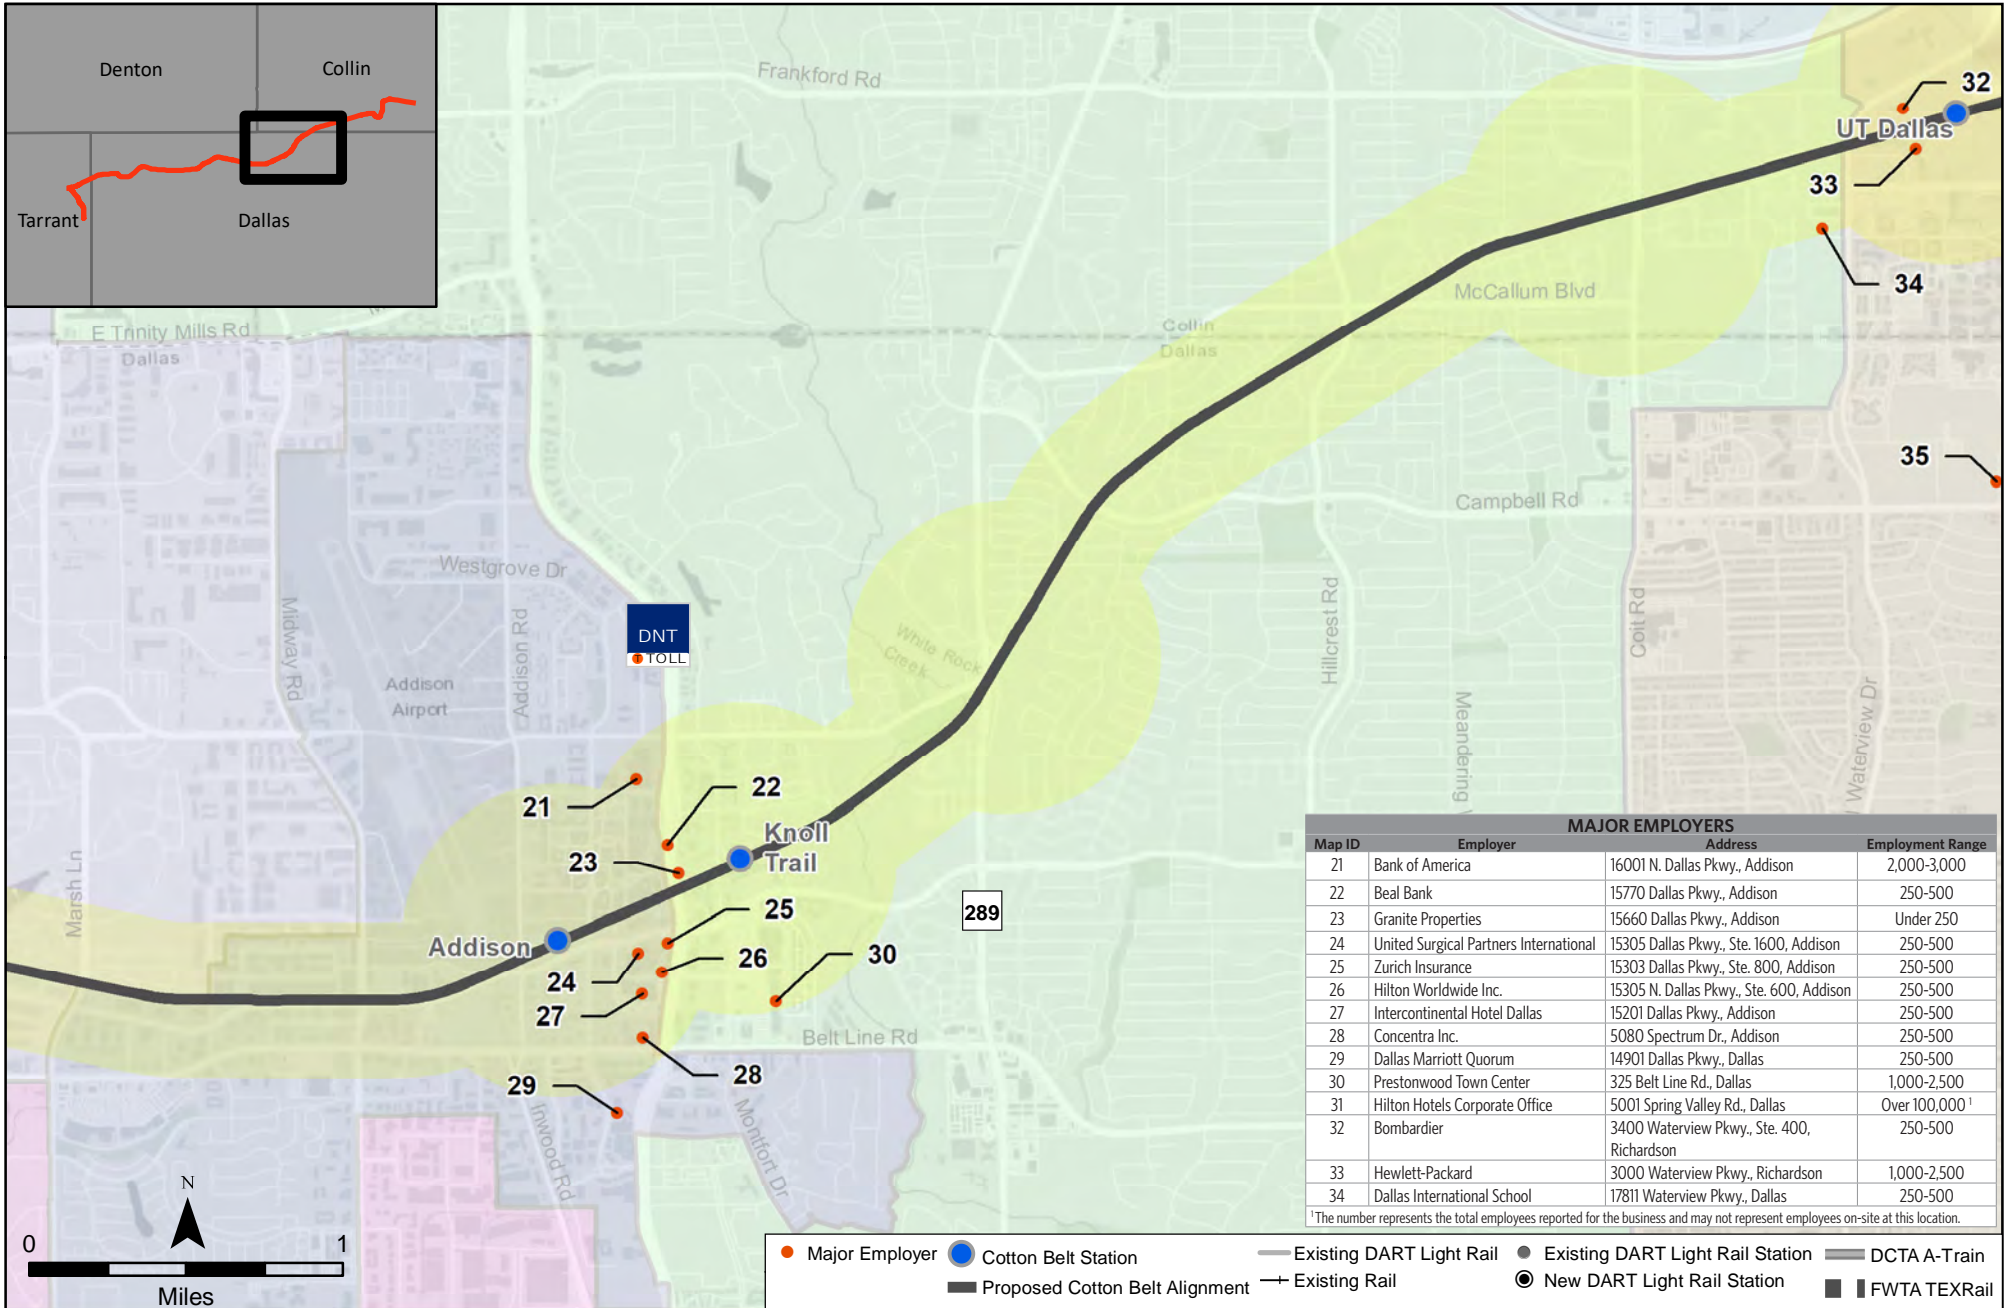 Denton
Collin
Tarrant
Dallas
Frankford Rd
32
UT Dallas
33
34
McCallum Blvd
E Trinity Mills Rd
Dallas
Collin
Dallas
35
Campbell Rd
Westgrove Dr
Midway Rd
Addison Rd
DNT
TOLL
Addison
Airport
White Rock
Creek
Hillcrest Rd
Coit Rd
Meandering
Waterview Dr
21
22
Knoll
Trail
23
Marsh Ln
25
289
Addison
24
26
30
27
Belt Line Rd
28
29
Inwood Rd
Montfort Dr
MAJOR EMPLOYERS
Map ID Employer Address Employment Range
21 Bank of America 16001 N. Dallas Pkwy., Addison 2,000-3,000
22 Beal Bank 15770 Dallas Pkwy., Addison 250-500
23 Granite Properties 15660 Dallas Pkwy., Addison Under 250
24 United Surgical Partners International 15305 Dallas Pkwy., Ste. 1600, Addison 250-500
25 Zurich Insurance 15303 Dallas Pkwy., Ste. 800, Addison 250-500
26 Hilton Worldwide Inc. 15305 N. Dallas Pkwy., Ste. 600, Addison 250-500
27 Intercontinental Hotel Dallas 15201 Dallas Pkwy., Addison 250-500
28 Concentra Inc. 5080 Spectrum Dr., Addison 250-500
29 Dallas Marriott Quorum 14901 Dallas Pkwy., Dallas 250-500
30 Prestonwood Town Center 325 Belt Line Rd., Dallas 1,000-2,500
31 Hilton Hotels Corporate Office 5001 Spring Valley Rd., Dallas Over 100,000 ¹
32 Bombardier 3400 Waterview Pkwy., Ste. 400, 250-500
Richardson
33 Hewlett-Packard 3000 Waterview Pkwy., Richardson 1,000-2,500
34 Dallas International School 17811 Waterview Pkwy., Dallas 250-500
¹The number represents the total employees reported for the business and may not represent employees on-site at this location.
N
0 1
Miles
Major Employer
Cotton Belt Station
Proposed Cotton Belt Alignment
Existing DART Light Rail
Existing Rail
Existing DART Light Rail Station
New DART Light Rail Station
DCTA A-Train
FWTA TEXRail